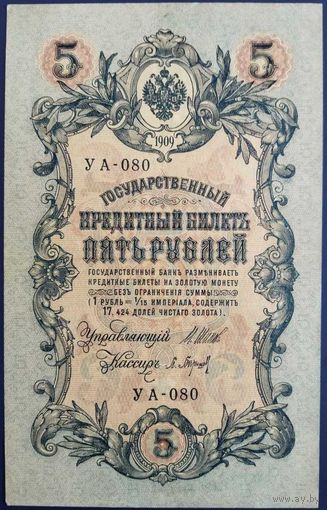 5 5
1909
УА-080
ГОСУДАРСТВЕННЫЙ
КРЕДИТНЫЙ БИЛЕТЪ
ПЯТЬ РУБЛЕЙ
ГОСУДАРСТВЕННЫЙ БАНКЪ РАЗМѢНИВАЕТЪ
КРЕДИТНЫЕ БИЛЕТЫ НА ЗОЛОТУЮ МОНЕТУ
БЕЗЪ ОГРАНИЧЕНІЯ СУММЫ
(1 РУБЛЬ = 1/15 ИМПЕРІАЛА, СОДЕРЖИТЪ
17,424 ДОЛЕЙ ЧИСТАГО ЗОЛОТА).
Управляющій
Кассиръ
УА-080
5
www.ay.by